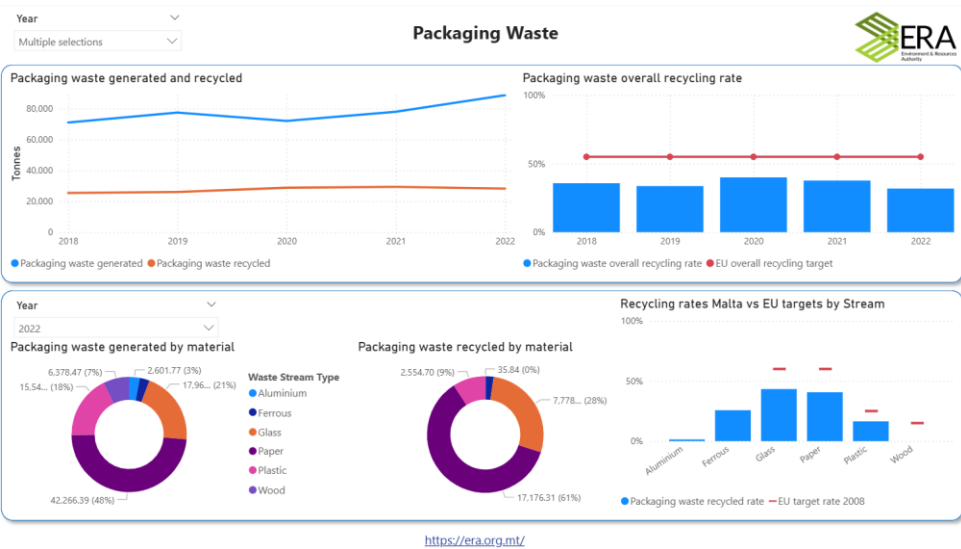 Year
Multiple selections
Packaging Waste
ERA
Environment & Resources
Authority
Packaging waste generated and recycled
Tonnes
80,000
60,000
40,000
20,000
0
2018 2019 2020 2021 2022
Packaging waste generated Packaging waste recycled
Packaging waste overall recycling rate
100%
50%
0%
2018 2019 2020 2021 2022
Packaging waste overall recycling rate EU overall recycling target
Year
2022
Packaging waste generated by material
6,378.47 (7%)
2,601.77 (3%)
15,54... (18%)
17,96... (21%)
42,266.39 (48%)
Waste Stream Type
Aluminium
Ferrous
Glass
Paper
Plastic
Wood
Packaging waste recycled by material
2,554.70 (9%)
35.84 (0%)
7,778... (28%)
17,176.31 (61%)
Recycling rates Malta vs EU targets by Stream
100%
50%
0%
Aluminium Ferrous Glass Paper Plastic Wood
Packaging waste recycled rate EU target rate 2008
https://era.org.mt/